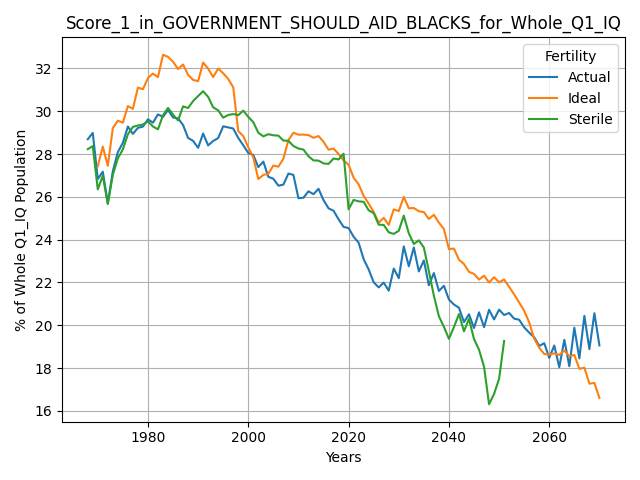 Score_1_in_GOVERNMENT_SHOULD_AID_BLACKS_for_Whole_Q1_IQ
Fertility
Actual
Ideal
Sterile
% of Whole Q1_IQ Population
32
30
28
26
24
22
20
18
16
1980 2000 2020 2040 2060
Years